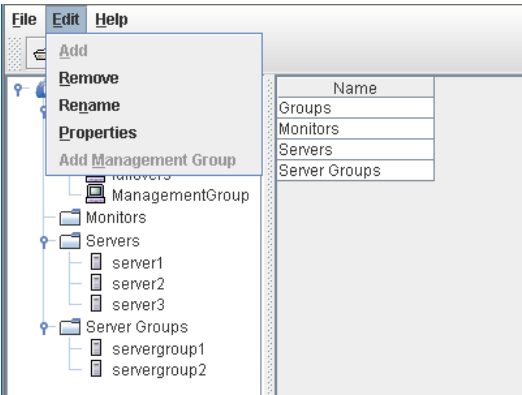 File Edit Help
Add
Remove
Rename
Properties
Add Management Group
failovers
ManagementGroup
Monitors
Servers
server1
server2
server3
Server Groups
servergroup1
servergroup2
Name
Groups
Monitors
Servers
Server Groups